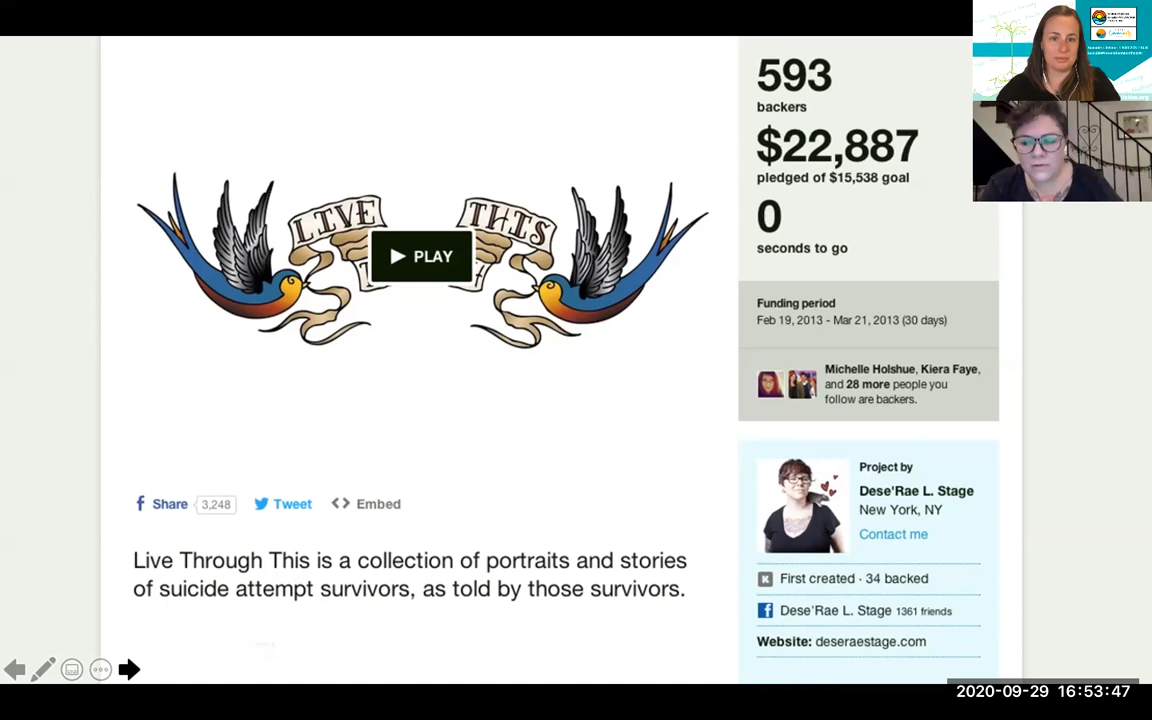 593
backers
$22,887
pledged of $15,538 goal
0
seconds to go
LIVE
THIS
PLAY
Funding period
Feb 19, 2013 - Mar 21, 2013 (30 days)
Michelle Holshue, Kiera Faye,
and 28 more people you
follow are backers.
Share 3,248 Tweet Embed
Live Through This is a collection of portraits and stories
of suicide attempt survivors, as told by those survivors.
Project by
Dese'Rae L. Stage
New York, NY
Contact me
K First created · 34 backed
Dese'Rae L. Stage 1361 friends
Website: deseraestage.com
2020-09-29 16:53:47